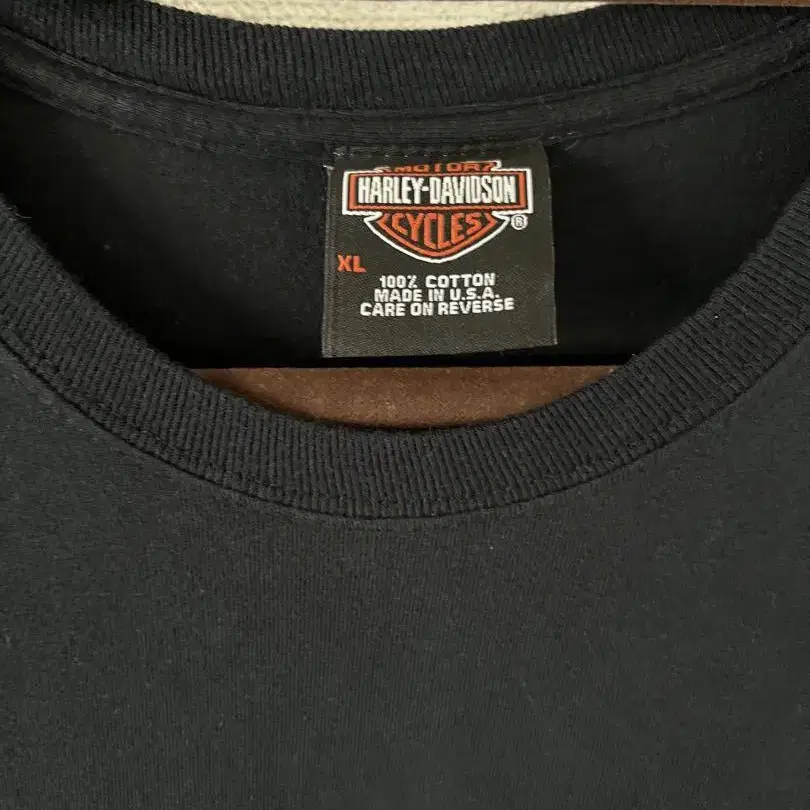 MOTOR
HARLEY-DAVIDSON
CYCLES ®
XL
100% COTTON
MADE IN U.S.A.
CARE ON REVERSE